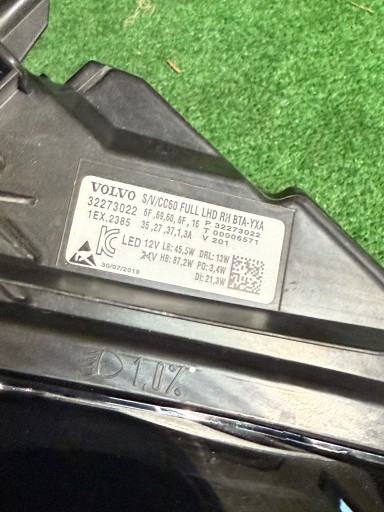 VOLVO S/V/CC60 FULL LHD RH BTA-YXA
32273022 6F,69,60,6F,16 P 32273022
1EX.2385 35,27,37,1,3A T 00006571
V 201
LED 12V LB: 45,5W DRL: 13W
HB: 87,2W PO: 3,4W
DI: 21,3W
30/07/2019
1,0%